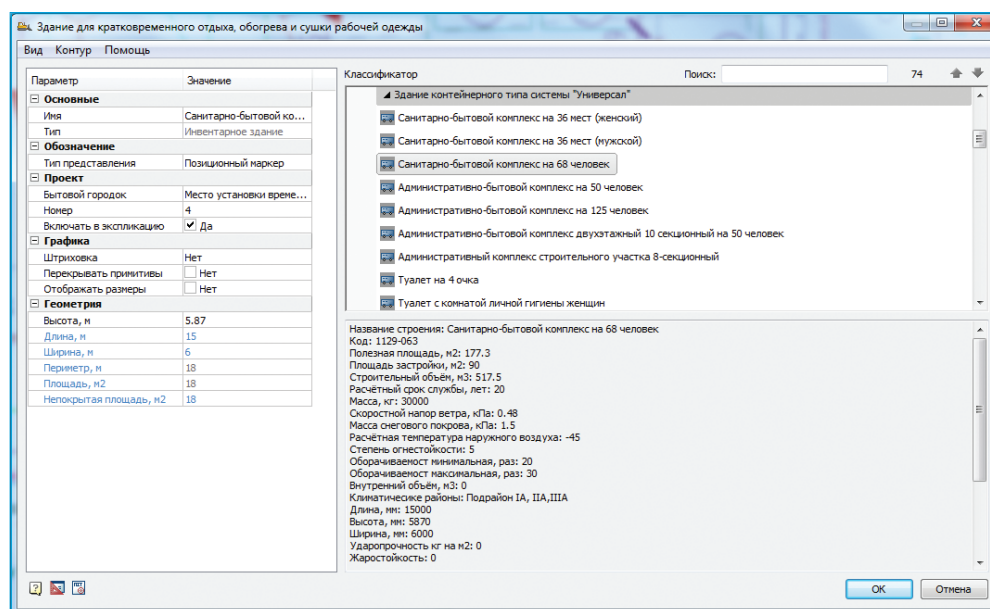 Здание для кратковременного отдыха, обогрева и сушки рабочей одежды
Вид Контур Помощь
Параметр Значение
Основные
Имя Санитарно-бытовой ко...
Тип Инвентарное здание
Обозначение
Тип представления Позиционный маркер
Проект
Бытовой городок Место установки време...
Номер 4
Включать в экспликацию Да
Графика
Штриховка Нет
Перекрывать примитивы Нет
Отображать размеры Нет
Геометрия
Высота, м 5.87
Длина, м 15
Ширина, м 6
Периметр, м 18
Площадь, м2 18
Непокрытая площадь, м2 18
Классификатор Поиск: 74
Здание контейнерного типа системы "Универсал"
Санитарно-бытовой комплекс на 36 мест (женский)
Санитарно-бытовой комплекс на 36 мест (мужской)
Санитарно-бытовой комплекс на 68 человек
Административно-бытовой комплекс на 50 человек
Административно-бытовой комплекс на 125 человек
Административно-бытовой комплекс двухэтажный 10 секционный на 50 человек
Административный комплекс строительного участка 8-секционный
Туалет на 4 очка
Туалет с комнатой личной гигиены женщин
Название строения: Санитарно-бытовой комплекс на 68 человек
Код: 1129-063
Полезная площадь, м2: 177.3
Площадь застройки, м2: 90
Строительный объём, м3: 517.5
Расчётный срок службы, лет: 20
Масса, кг: 30000
Скоростной напор ветра, кПа: 0.48
Масса снегового покрова, кПа: 1.5
Расчётная температура наружного воздуха: -45
Степень огнестойкости: 5
Оборачиваемост минимальная, раз: 20
Оборачиваемост максимальная, раз: 30
Внутренний объём, м3: 0
Климатичесике районы: Подрайон IA, IIA,IIIA
Длина, мм: 15000
Высота, мм: 5870
Ширина, мм: 6000
Ударопрочность кг на м2: 0
Жаростойкость: 0
OK Отмена